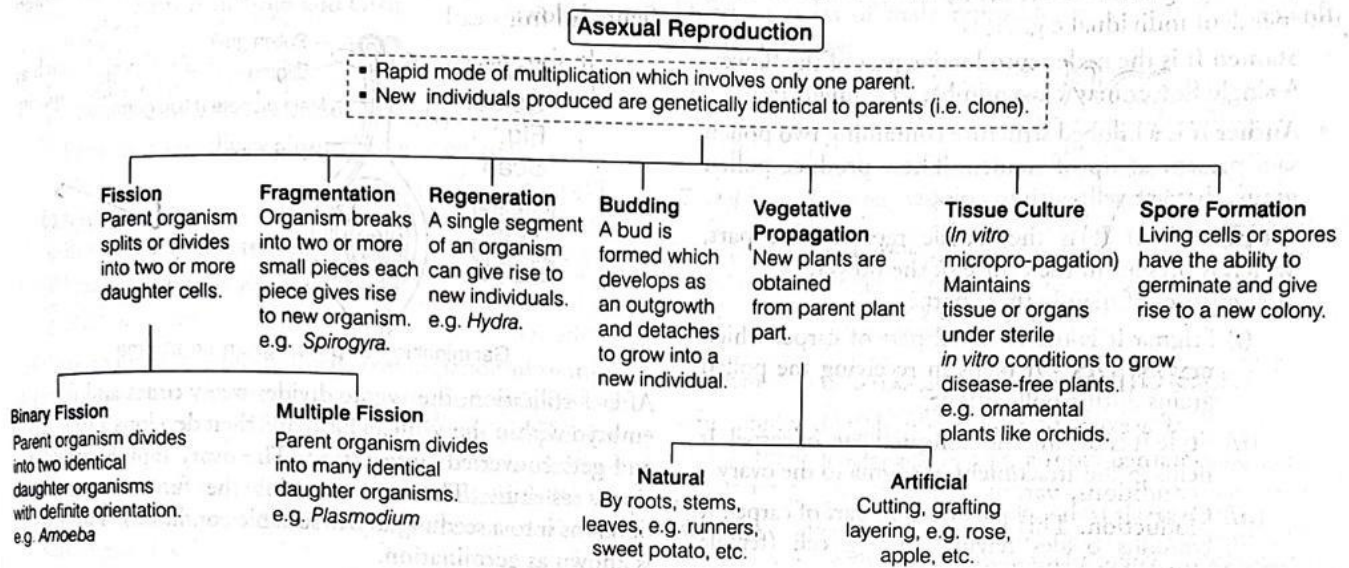 Asexual Reproduction
▪ Rapid mode of multiplication which involves only one parent.
▪ New individuals produced are genetically identical to parents (i.e. clone).
Fission
Parent organism
splits or divides
into two or more
daughter cells.
Fragmentation
Organism breaks
into two or more
small pieces each
piece gives rise
to new organism.
e.g. Spirogyra.
Regeneration
A single segment
of an organism
can give rise to
new individuals.
e.g. Hydra.
Budding
A bud is
formed which
develops as
an outgrowth
and detaches
to grow into a
new individual.
Vegetative
Propagation
New plants are
obtained
from parent plant
part.
Tissue Culture
(In vitro
micropro-pagation)
Maintains
tissue or organs
under sterile
in vitro conditions to grow
disease-free plants.
e.g. ornamental
plants like orchids.
Spore Formation
Living cells or spores
have the ability to
germinate and give
rise to a new colony.
Binary Fission
Parent organism divides
into two identical
daughter organisms
with definite orientation.
e.g. Amoeba
Multiple Fission
Parent organism divides
into many identical
daughter organisms.
e.g. Plasmodium
Natural
By roots, stems,
leaves, e.g. runners,
sweet potato, etc.
Artificial
Cutting, grafting
layering, e.g. rose,
apple, etc.